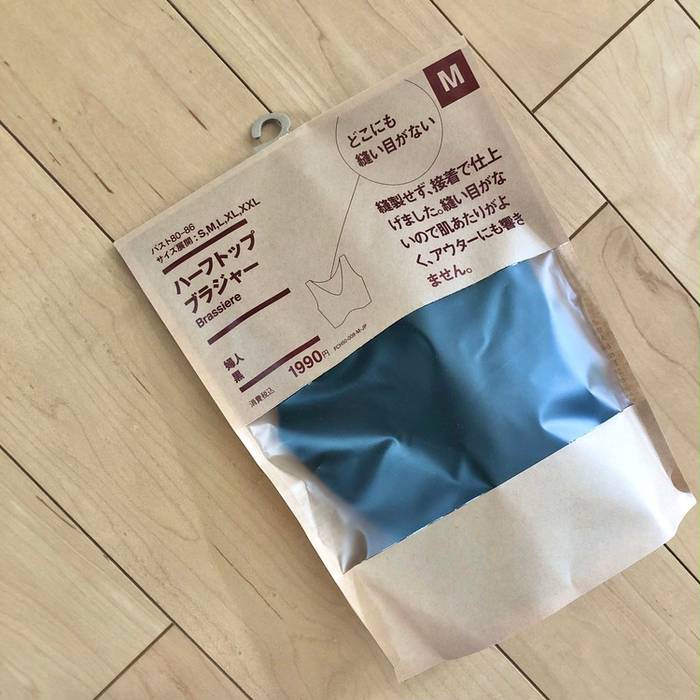 M
どこにも
縫い目がない
縫製せず、接着で仕上
げました。縫い目がな
いので肌あたりがよ
く、アウターにも響き
ません。
バスト80-86
サイズ展開：S,M,L,XL,XXL
ハーフトップ
ブラジャー
Brassiere
婦人
黒
消費税込
1990円